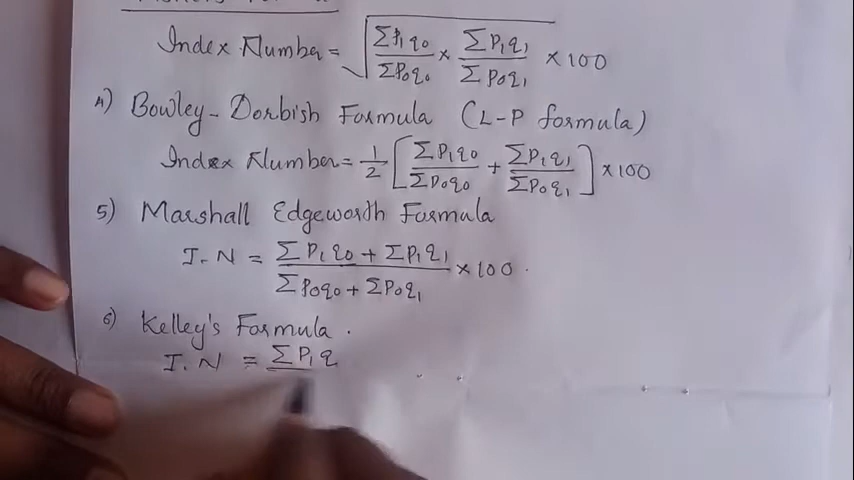 Index Number = √ΣP₁q₀/ΣP₀q₀ × ΣP₁q₁/ΣP₀q₁ × 100
4) Bowley - Dorbish Formula (L-P formula)
Index Number = 1/2 [ΣP₁q₀/ΣP₀q₀ + ΣP₁q₁/ΣP₀q₁] × 100
5) Marshall Edgeworth Formula
I. N = ΣP₁q₀ + ΣP₁q₁/ΣP₀q₀ + ΣP₀q₁ × 100.
6) Kelley's Formula.
I. N = ΣP₁q